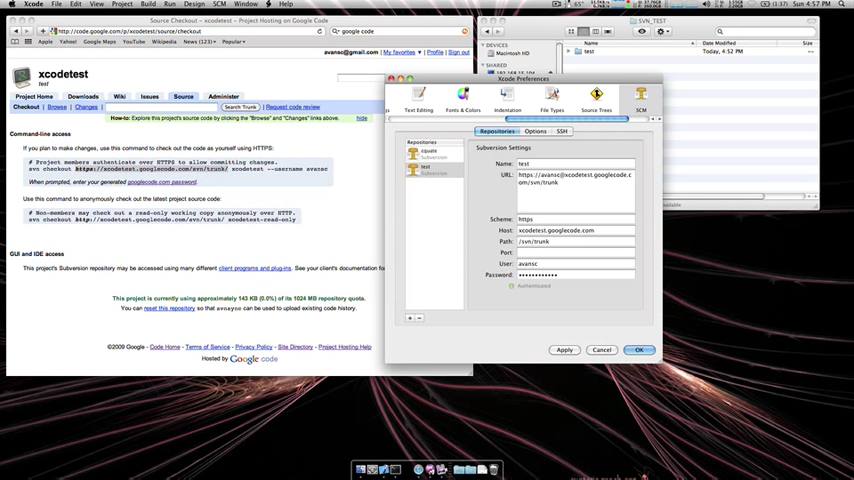 Xcode File Edit View Project Build Run Design SCM Window Help
65° (1:37) Sun 4:57 PM
Source Checkout – xcodetest – Project Hosting on Google Code
http://code.google.com/p/xcodetest/source/checkout
google code
Apple Yahoo! Google Maps YouTube Wikipedia News (123) Popular
avansc@gmail.com | My favorites | Profile | Sign out
xcodetest
test
Project Home Downloads Wiki Issues Source Administer
Checkout | Browse | Changes | Search Trunk | Request code review
How-to: Explore this project's source code by clicking the "Browse" and "Changes" links above. hide
Command-line access
If you plan to make changes, use this command to check out the code as yourself using HTTPS:
# Project members authenticate over HTTPS to allow committing changes.
svn checkout https://xcodetest.googlecode.com/svn/trunk/ xcodetest --username avansc
When prompted, enter your generated googlecode.com password.
Use this command to anonymously check out the latest project source code:
# Non-members may check out a read-only working copy anonymously over HTTP.
svn checkout http://xcodetest.googlecode.com/svn/trunk/ xcodetest-read-only
GUI and IDE access
This project's Subversion repository may be accessed using many different client programs and plug-ins. See your client's documentation for
This project is currently using approximately 143 KB (0.0%) of its 1024 MB repository quota.
You can reset this repository so that svnsync can be used to upload existing code history.
©2009 Google - Code Home - Terms of Service - Privacy Policy - Site Directory - Project Hosting Help
Hosted by Google code
SVN_TEST
DEVICES
Macintosh HD
SHARED
Name Date Modified
test Today, 4:52 PM
Xcode Preferences
Text Editing Fonts & Colors Indentation File Types Source Trees SCM
Repositories Options SSH
Repositories
cquate
Subversion
test
Subversion
Subversion Settings
Name: test
URL: https://avansc@xcodetest.googlecode.c
om/svn/trunk
Scheme: https
Host: xcodetest.googlecode.com
Path: /svn/trunk
Port:
User: avansc
Password: ••••••••••••
Authenticated
+ −
Apply Cancel OK